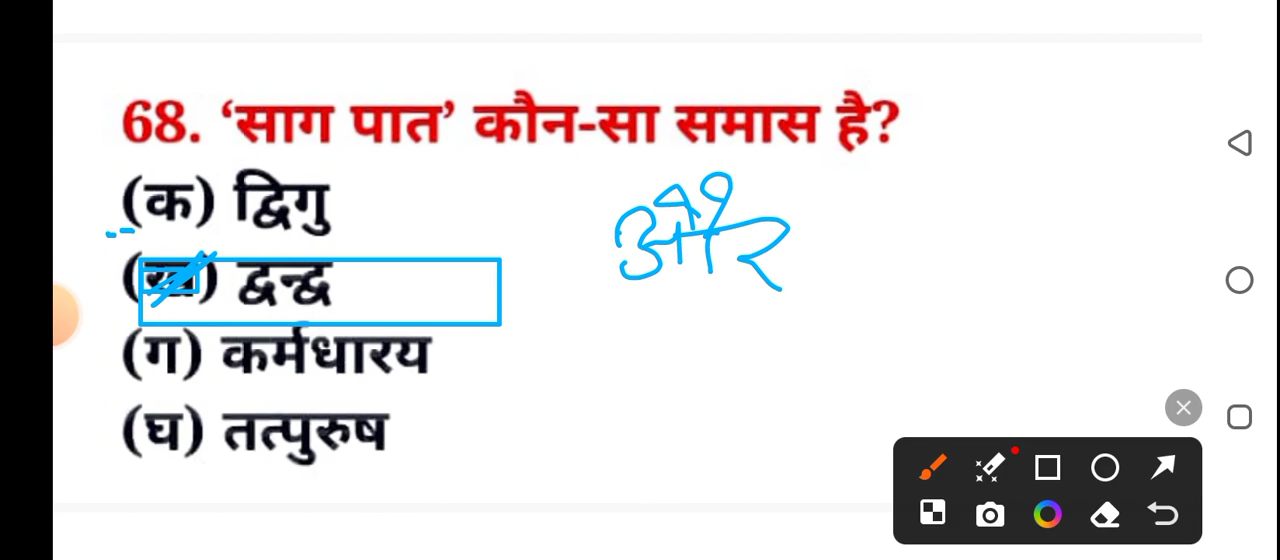 68. ‘साग पात’ कौन-सा समास है?
(क) द्विगु
(ख) द्वन्द्व
(ग) कर्मधारय
(घ) तत्पुरुष
और